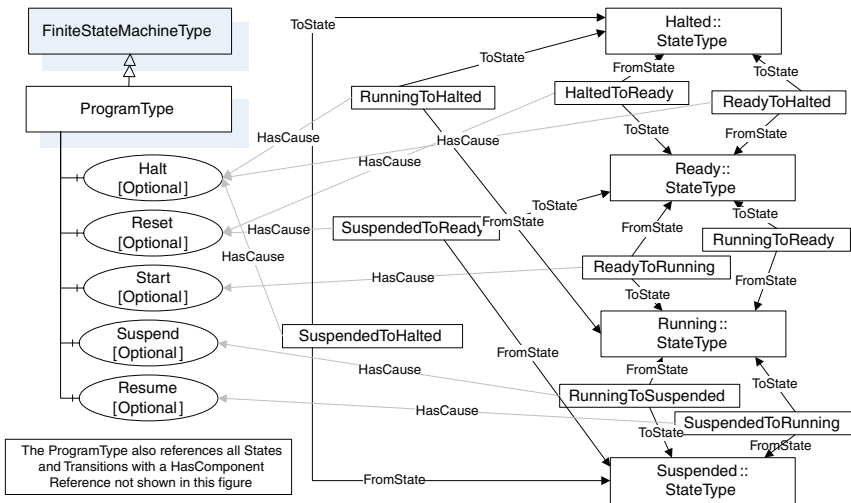 FiniteStateMachineType
ProgramType
Halt
[Optional]
Reset
[Optional]
Start
[Optional]
Suspend
[Optional]
Resume
[Optional]
The ProgramType also references all States
and Transitions with a HasComponent
Reference not shown in this figure
ToState
ToState
RunningToHalted
HasCause
HasCause
HasCause
HasCause
HasCause
HasCause
HasCause
HasCause
SuspendedToReady
SuspendedToHalted
FromState
FromState
FromState
ToState
Halted::
StateType
FromState
ToState
HaltedToReady
ReadyToHalted
ToState
FromState
Ready::
StateType
FromState
ToState
RunningToReady
ReadyToRunning
ToState
FromState
Running::
StateType
FromState
ToState
RunningToSuspended
SuspendedToRunning
ToState
FromState
Suspended::
StateType